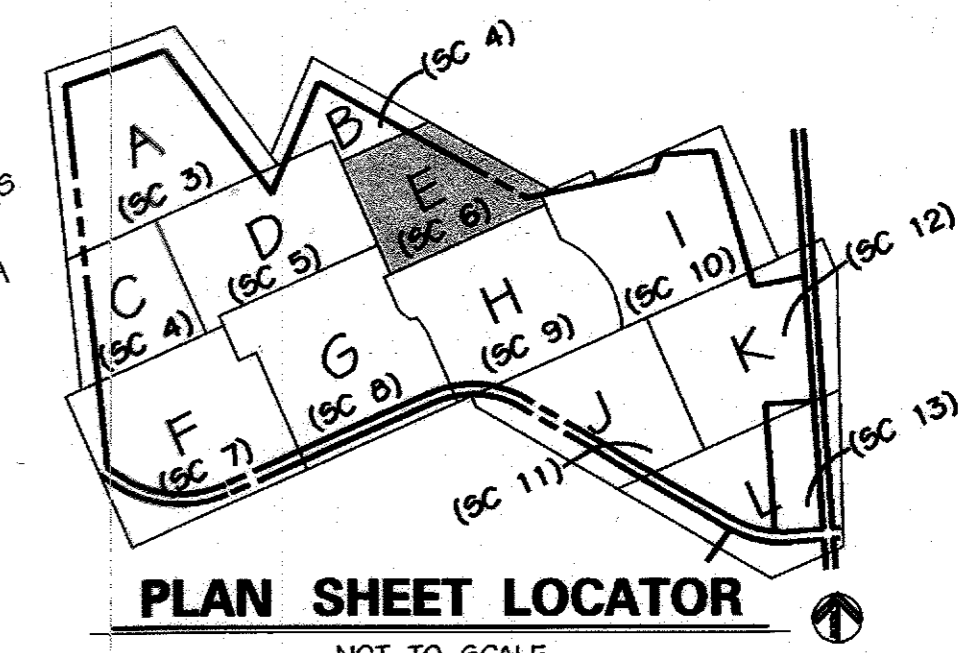 (SC 4)
B
A
(SC 3)
S
E
(SC 6)
D
(SC 5)
I
(SC 10)
(SC 12)
A
C
(SC 4)
H
(SC 9)
K
G
(SC 8)
F
(SC 7)
J
(SC 11)
(SC 13)
L
PLAN SHEET LOCATOR
NOT TO SCALE